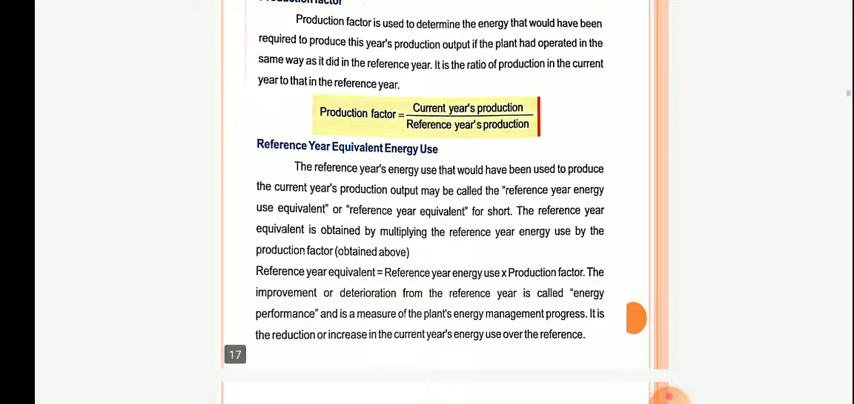 Production factor is used to determine the energy that would have been
required to produce this year's production output if the plant had operated in the
same way as it did in the reference year. It is the ratio of production in the current
year to that in the reference year.
Production factor = Current year's production
Reference year's production
Reference Year Equivalent Energy Use
The reference year's energy use that would have been used to produce
the current year's production output may be called the “reference year energy
use equivalent” or “reference year equivalent” for short. The reference year
equivalent is obtained by multiplying the reference year energy use by the
production factor (obtained above)
Reference year equivalent = Reference year energy use x Production factor. The
improvement or deterioration from the reference year is called “energy
performance” and is a measure of the plant's energy management progress. It is
the reduction or increase in the current year's energy use over the reference.
17